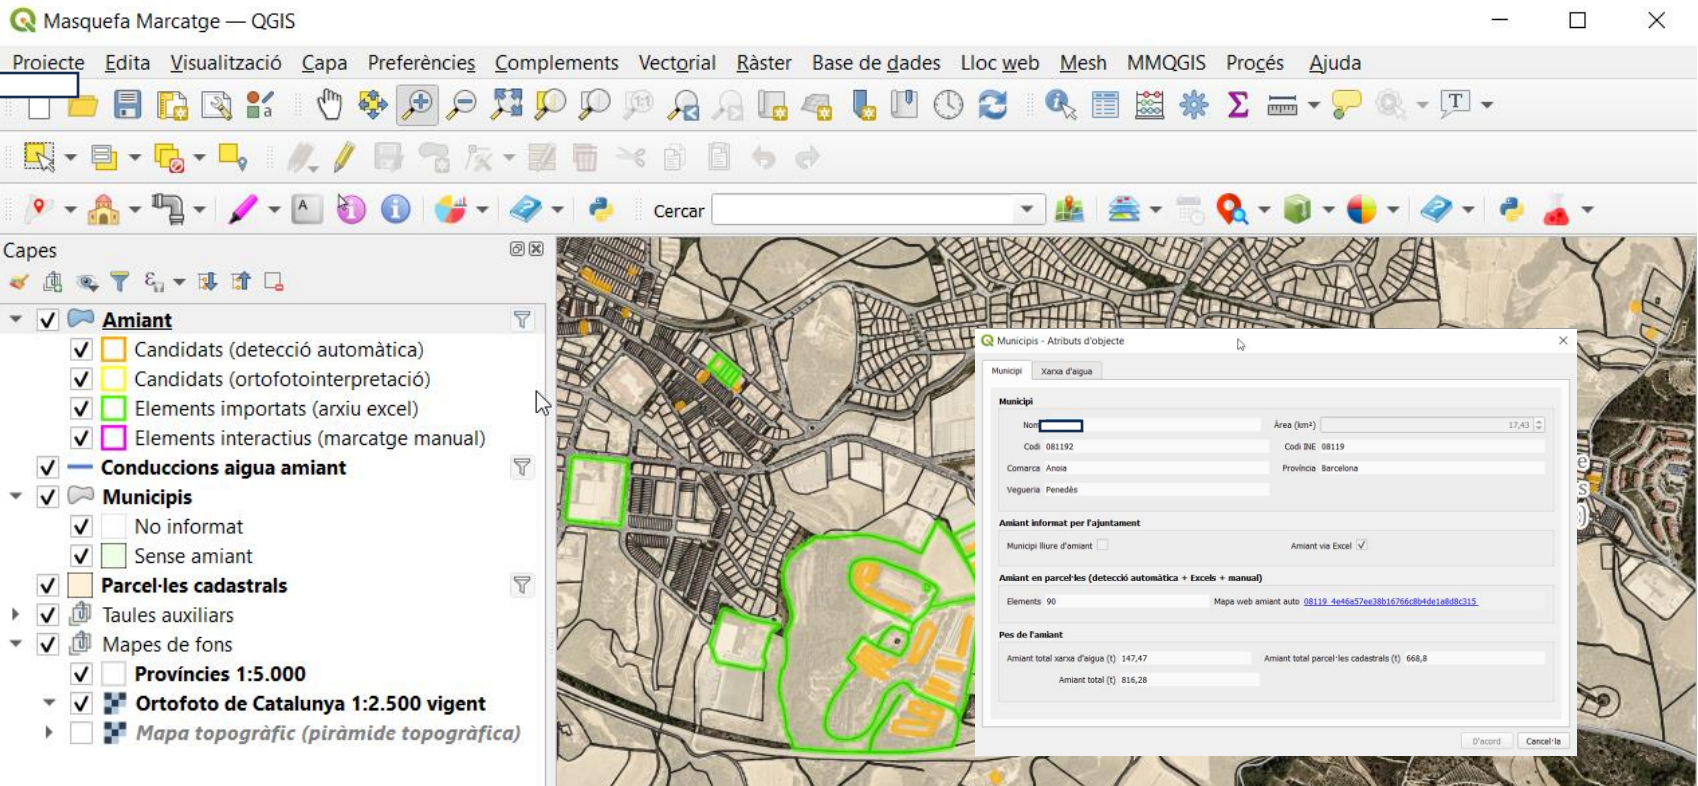 Masquefa Marcatge — QGIS
Projecte Edita Visualització Capa Preferències Complements Vectorial Ràster Base de dades Lloc web Mesh MMQGIS Procés Ajuda
Cercar
Capes
Amiant
Candidats (detecció automàtica)
Candidats (ortofotointerpretació)
Elements importats (arxiu excel)
Elements interactius (marcatge manual)
Conduccions aigua amiant
Municipis
No informat
Sense amiant
Parcel·les cadastrals
Taules auxiliars
Mapes de fons
Províncies 1:5.000
Ortofoto de Catalunya 1:2.500 vigent
Mapa topogràfic (piràmide topogràfica)
Municipis - Atributs d'objecte
Municipi Xarxa d'aigua
Municipi
Nom Àrea (km²) 17,43
Codi 081192 Codi INE 08119
Comarca Anoia Província Barcelona
Vegueria Penedès
Amiant informat per l'ajuntament
Municipi lliure d'amiant Amiant via Excel
Amiant en parcel·les (detecció automàtica + Excels + manual)
Elements 90 Mapa web amiant auto 08119_4e46a57ee38b16766c8b4de1a8d8c315
Pes de l'amiant
Amiant total xarxa d'aigua (t) 147,47 Amiant total parcel·les cadastrals (t) 668,8
Amiant total (t) 816,28
D'acord Cancel·la